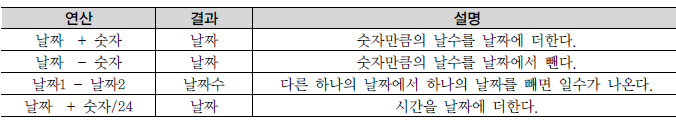 연산 결과 설명
날짜 + 숫자 날짜 숫자만큼의 날수를 날짜에 더한다.
날짜 - 숫자 날짜 숫자만큼의 날수를 날짜에서 뺀다.
날짜1 - 날짜2 날짜수 다른 하나의 날짜에서 하나의 날짜를 빼면 일수가 나온다.
날짜 + 숫자/24 날짜 시간을 날짜에 더한다.